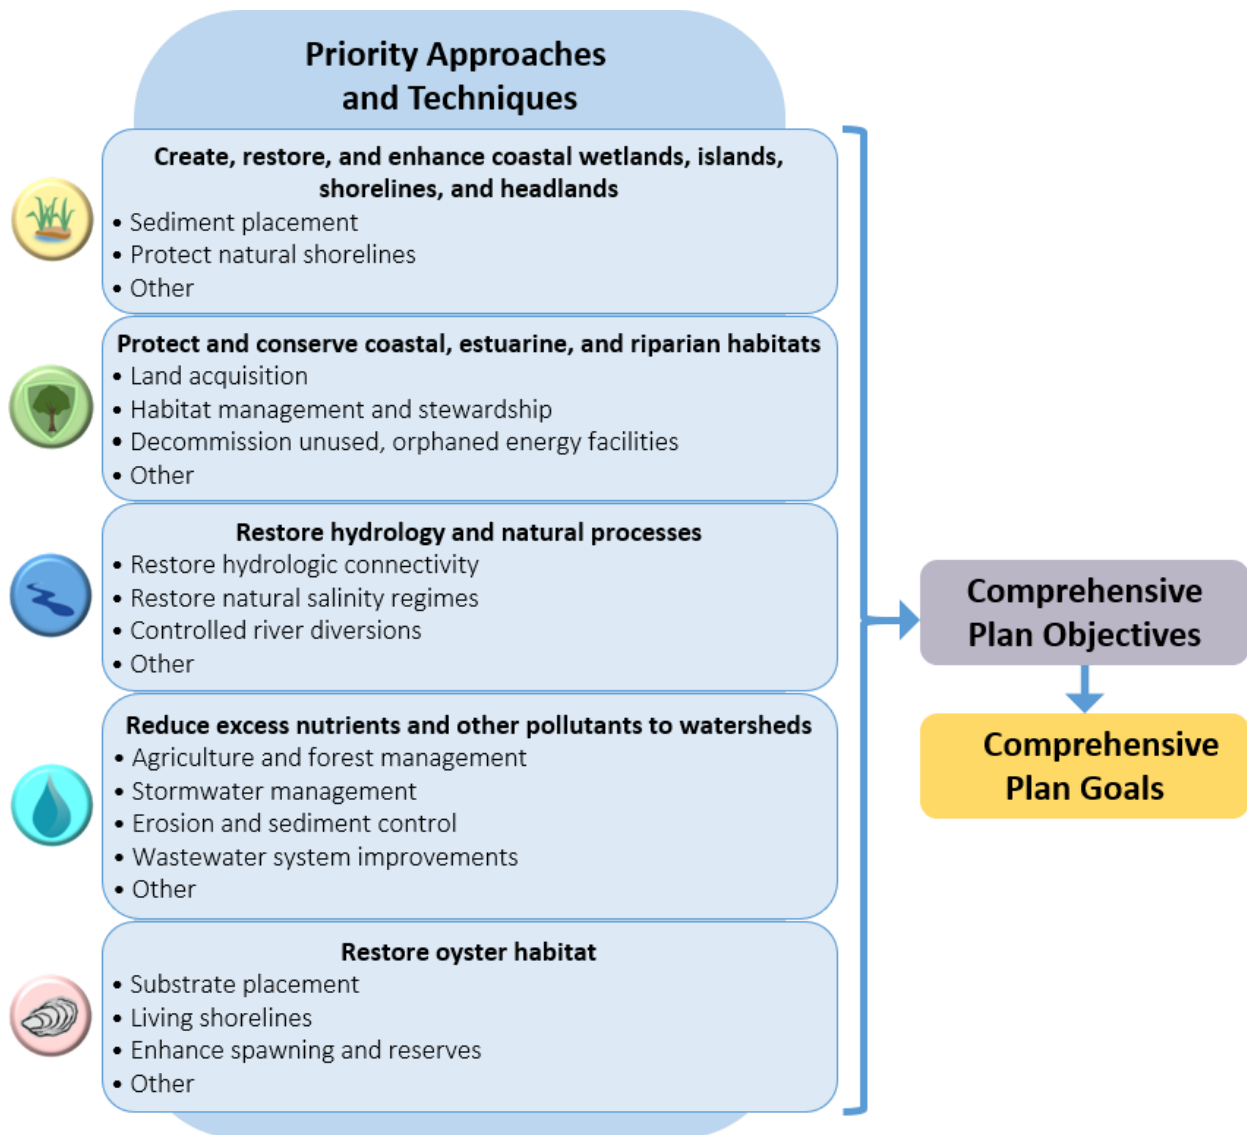 Priority Approaches
and Techniques
Create, restore, and enhance coastal wetlands, islands,
shorelines, and headlands
• Sediment placement
• Protect natural shorelines
• Other
Protect and conserve coastal, estuarine, and riparian habitats
• Land acquisition
• Habitat management and stewardship
• Decommission unused, orphaned energy facilities
• Other
Restore hydrology and natural processes
• Restore hydrologic connectivity
• Restore natural salinity regimes
• Controlled river diversions
• Other
Reduce excess nutrients and other pollutants to watersheds
• Agriculture and forest management
• Stormwater management
• Erosion and sediment control
• Wastewater system improvements
• Other
Restore oyster habitat
• Substrate placement
• Living shorelines
• Enhance spawning and reserves
• Other
Comprehensive
Plan Objectives
Comprehensive
Plan Goals